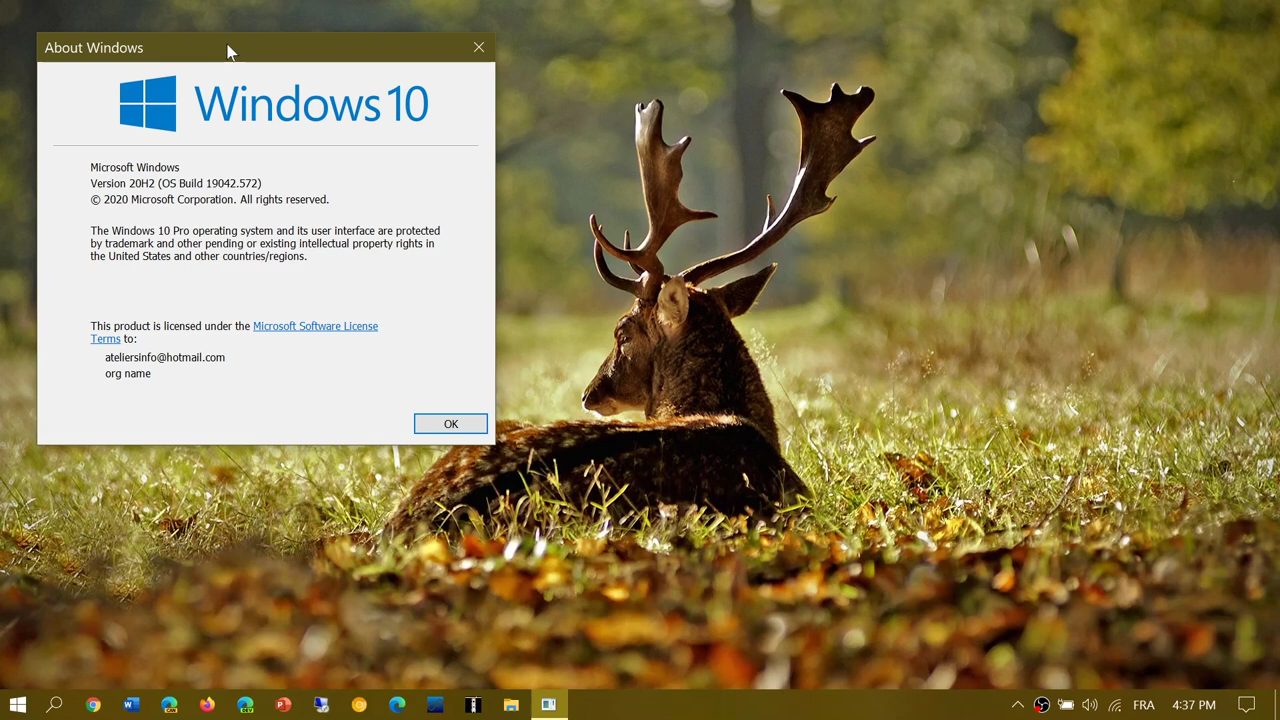 About Windows
Windows 10
Microsoft Windows
Version 20H2 (OS Build 19042.572)
© 2020 Microsoft Corporation. All rights reserved.
The Windows 10 Pro operating system and its user interface are protected
by trademark and other pending or existing intellectual property rights in
the United States and other countries/regions.
This product is licensed under the Microsoft Software License
Terms to:
ateliersinfo@hotmail.com
org name
OK
CAN
DEV
FRA
4:37 PM